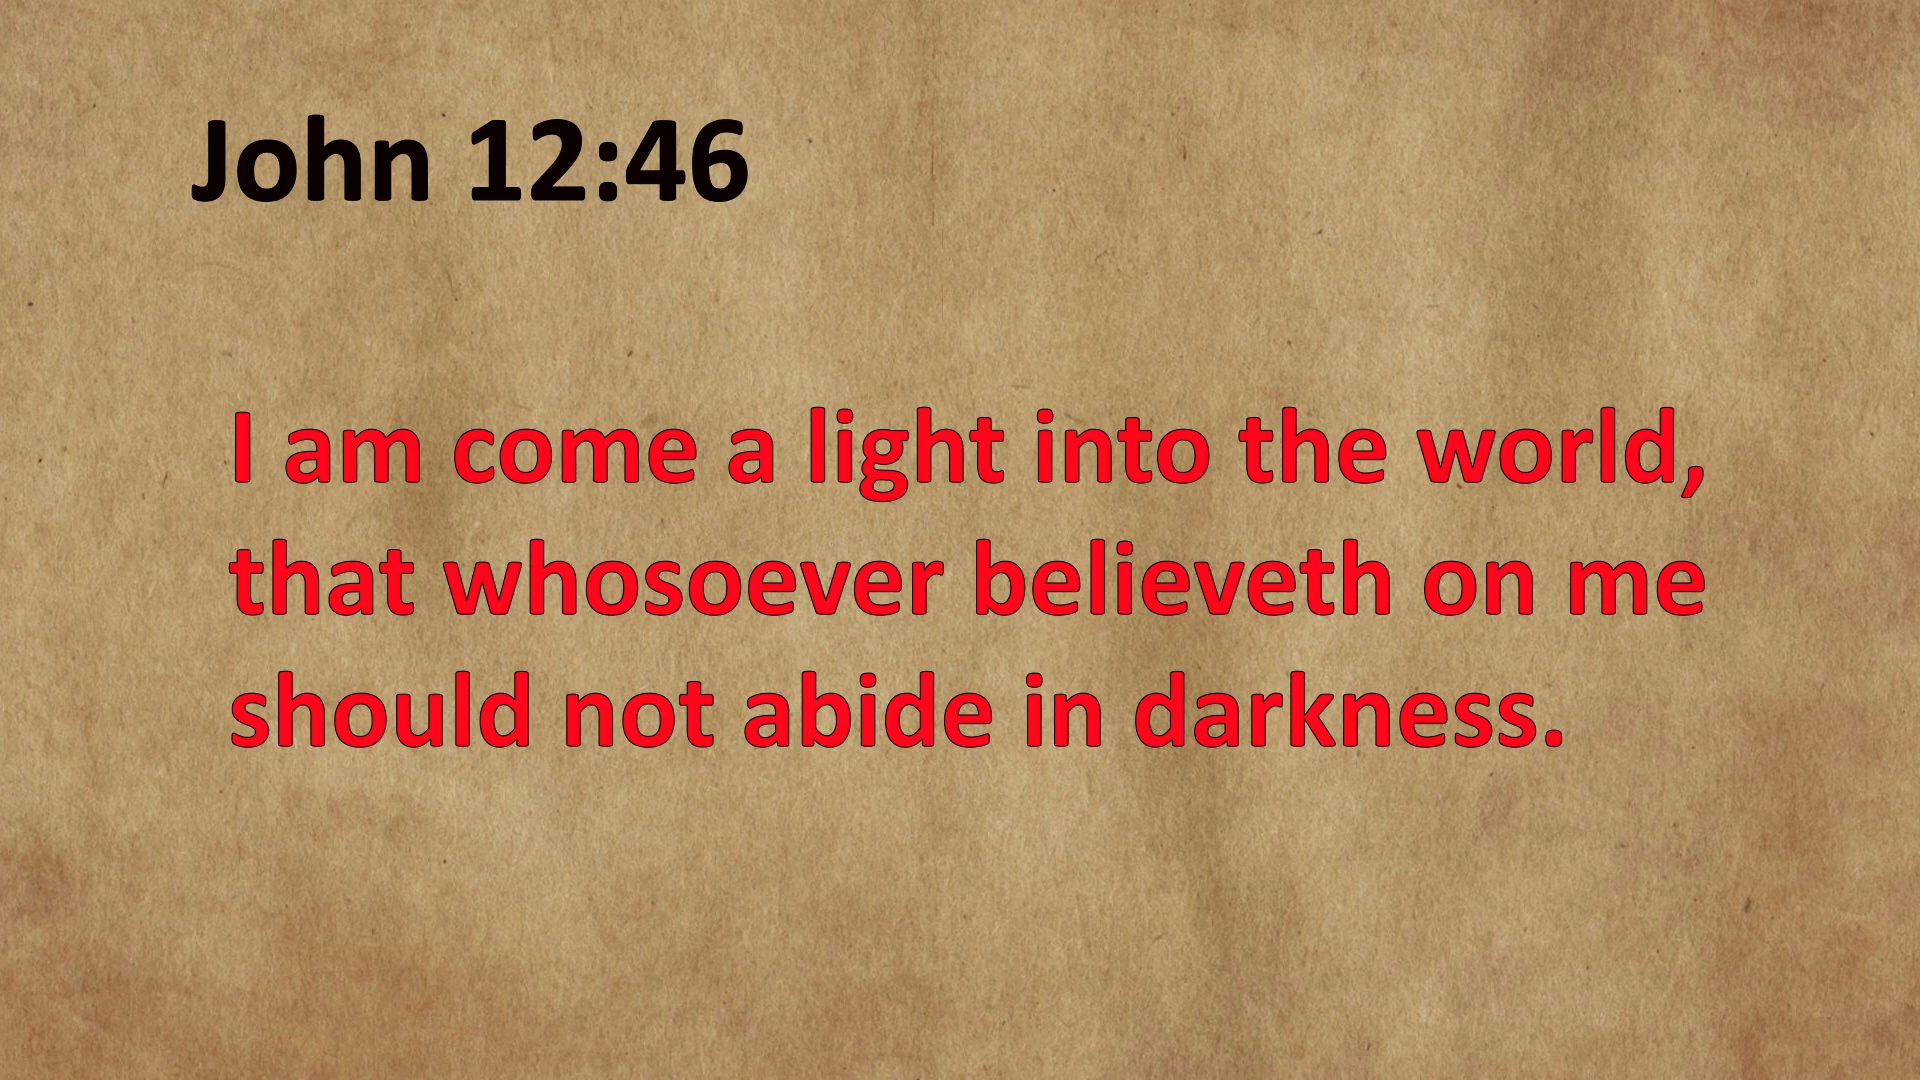 John 12:46
I am come a light into the world,
that whosoever believeth on me
should not abide in darkness.